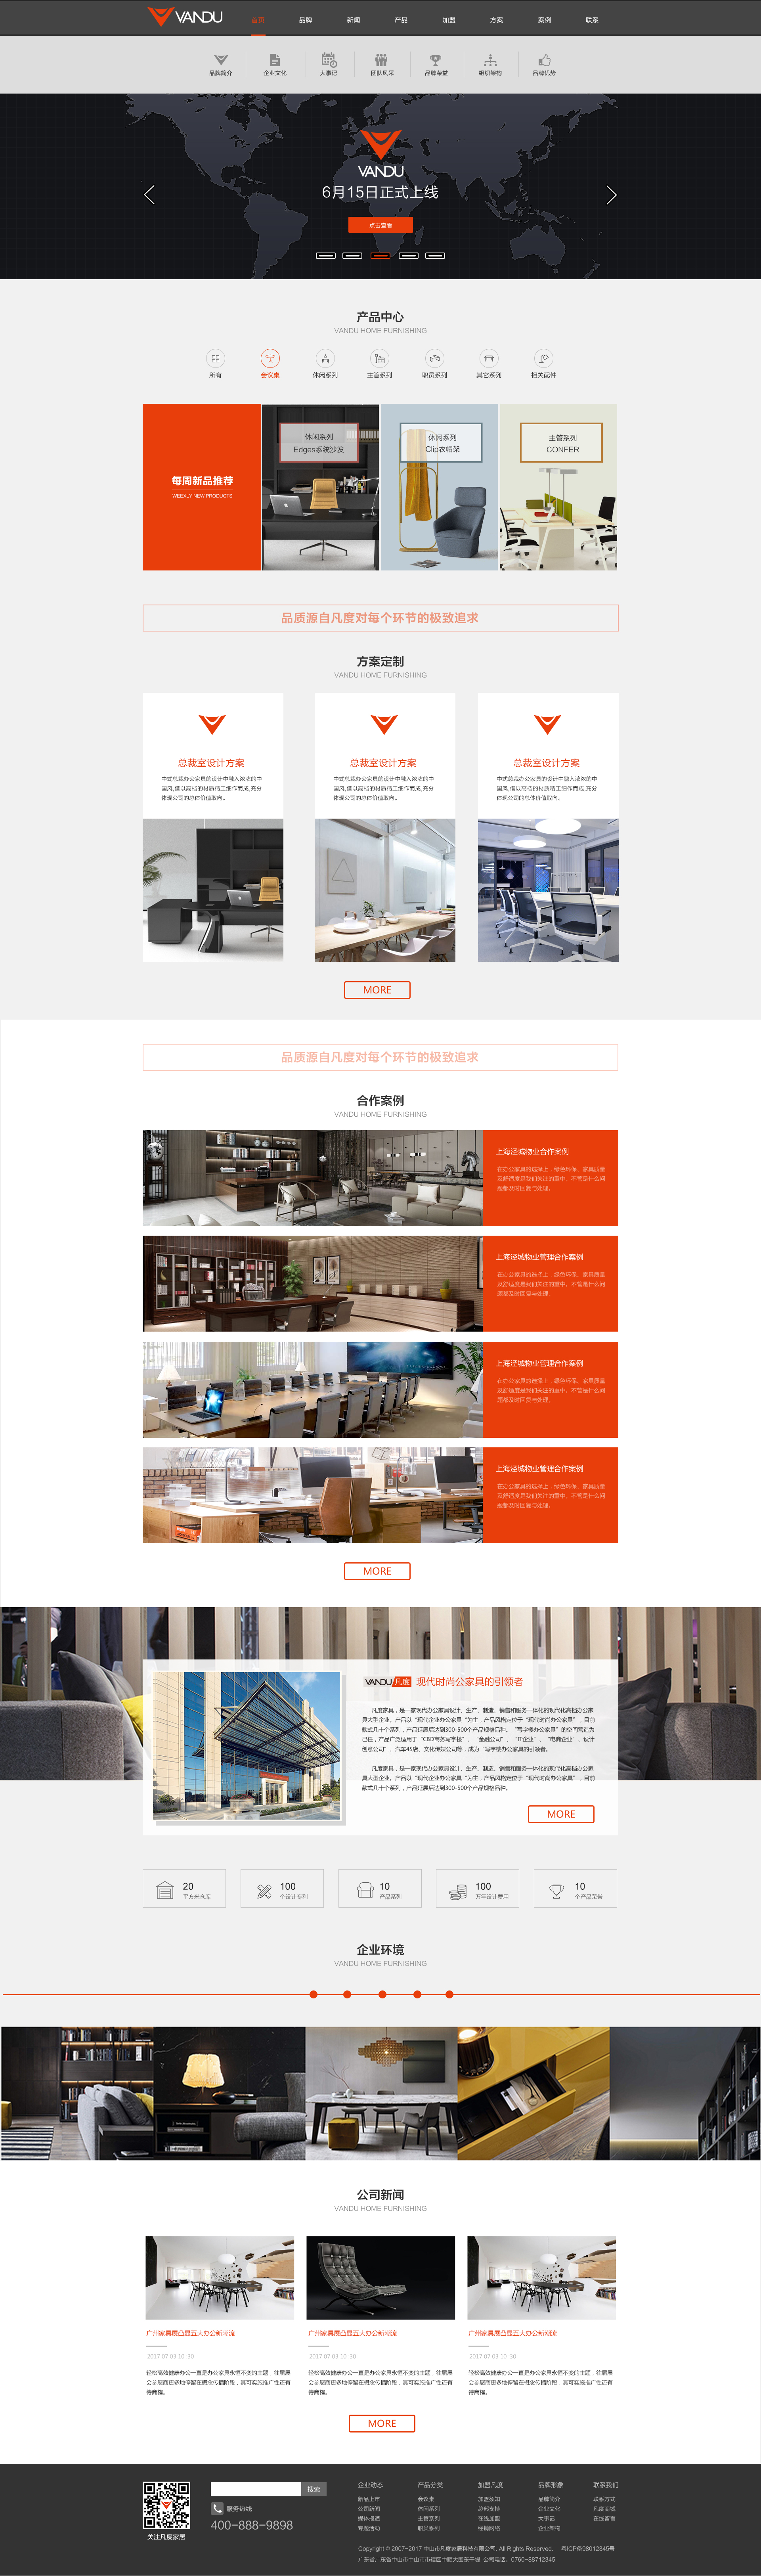 VANDU
首页 品牌 新闻 产品 加盟 方案 案例 联系
品牌简介 企业文化 大事记 团队风采 品牌荣益 组织架构 品牌优势
VANDU
6月15日正式上线
点击查看
产品中心
VANDU HOME FURNISHING
所有 会议桌 休闲系列 主管系列 职员系列 其它系列 相关配件
每周新品推荐
WEEXLY NEW PRODUCTS
休闲系列
Edges系统沙发
休闲系列
Clip衣帽架
主管系列
CONFER
品质源自凡度对每个环节的极致追求
方案定制
VANDU HOME FURNISHING
总裁室设计方案
中式总裁办公家具的设计中融入浓浓的中
国风,借以高档的材质精工细作而成,充分
体现公司的总体价值取向。
总裁室设计方案
中式总裁办公家具的设计中融入浓浓的中
国风,借以高档的材质精工细作而成,充分
体现公司的总体价值取向。
总裁室设计方案
中式总裁办公家具的设计中融入浓浓的中
国风,借以高档的材质精工细作而成,充分
体现公司的总体价值取向。
MORE
品质源自凡度对每个环节的极致追求
合作案例
VANDU HOME FURNISHING
上海泾城物业合作案例
在办公家具的选择上，绿色环保、家具质量
及舒适度是我们关注的重中。不管是什么问
题都及时回复与处理。
上海泾城物业管理合作案例
在办公家具的选择上，绿色环保、家具质量
及舒适度是我们关注的重中。不管是什么问
题都及时回复与处理。
上海泾城物业管理合作案例
在办公家具的选择上，绿色环保、家具质量
及舒适度是我们关注的重中。不管是什么问
题都及时回复与处理。
上海泾城物业管理合作案例
在办公家具的选择上，绿色环保、家具质量
及舒适度是我们关注的重中。不管是什么问
题都及时回复与处理。
MORE
VANDU 凡度 现代时尚公家具的引领者
凡度家具，是一家现代办公家具设计、生产、制造、销售和服务一体化的现代化高档办公家
具大型企业。产品以“现代企业办公家具“为主，产品风格定位于“现代时尚办公家具”，目前
款式几十个系列，产品延展后达到300-500个产品规格品种。“写字楼办公家具”的空间营造为
己任，产品广泛适用于“CBD商务写字楼”、“金融公司”、“IT企业”、“电商企业”、设计
创意公司”、汽车4S店、文化传媒公司等，成为“写字楼办公家具的引领者。
凡度家具，是一家现代办公家具设计、生产、制造、销售和服务一体化的现代化高档办公家
具大型企业。产品以“现代企业办公家具“为主，产品风格定位于“现代时尚办公家具”，目前
款式几十个系列，产品延展后达到300-500个产品规格品种。
MORE
20
平方米仓库
100
个设计专利
10
产品系列
100
万年设计费用
10
个产品荣誉
企业环境
VANDU HOME FURNISHING
公司新闻
VANDU HOME FURNISHING
广州家具展凸显五大办公新潮流
2017 07 03 10 :30
轻松高效健康办公一直是办公家具永恒不变的主题，往届展
会参展商更多地停留在概念传播阶段，其可实施推广性还有
待商榷。
广州家具展凸显五大办公新潮流
2017 07 03 10 :30
轻松高效健康办公一直是办公家具永恒不变的主题，往届展
会参展商更多地停留在概念传播阶段，其可实施推广性还有
待商榷。
广州家具展凸显五大办公新潮流
2017 07 03 10 :30
轻松高效健康办公一直是办公家具永恒不变的主题，往届展
会参展商更多地停留在概念传播阶段，其可实施推广性还有
待商榷。
MORE
关注凡度家居
搜索
服务热线
400-888-9898
企业动态 产品分类 加盟凡度 品牌形象 联系我们
新品上市 会议桌 加盟须知 品牌简介 联系方式
公司新闻 休闲系列 总部支持 企业文化 凡度商城
媒体报道 主管系列 在线加盟 大事记 在线留言
专题活动 职员系列 经销网络 企业架构
Copyright © 2007-2017 中山市凡度家居科技有限公司. All Rights Reserved. 粤ICP备98012345号
广东省广东省中山市中山市市辖区中顺大围东干堤 公司电话：0760-88712345